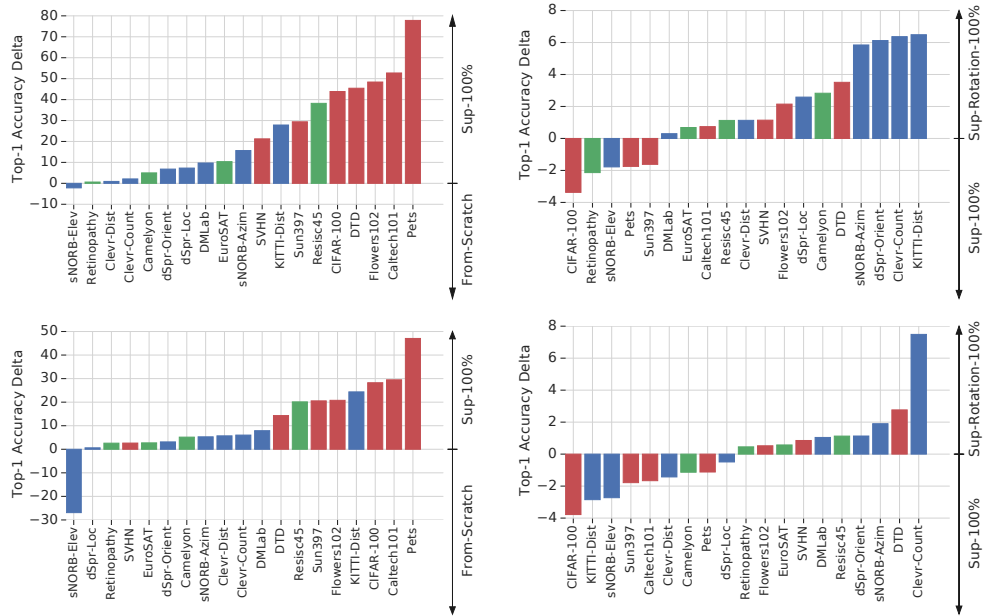 Top-1 Accuracy Delta
80
70
60
50
40
30
20
10
0
−10
sNORB-Elev
Retinopathy
Clevr-Dist
Clevr-Count
Camelyon
dSpr-Orient
dSpr-Loc
DMLab
EuroSAT
sNORB-Azim
SVHN
KITTI-Dist
Sun397
Resisc45
CIFAR-100
DTD
Flowers102
Caltech101
Pets
Sup-100%
From-Scratch
Top-1 Accuracy Delta
8
6
4
2
0
−2
−4
CIFAR-100
Retinopathy
sNORB-Elev
Pets
Sun397
DMLab
EuroSAT
Caltech101
Resisc45
Clevr-Dist
SVHN
Flowers102
dSpr-Loc
Camelyon
DTD
sNORB-Azim
dSpr-Orient
Clevr-Count
KITTI-Dist
Sup-Rotation-100%
Sup-100%
Top-1 Accuracy Delta
50
40
30
20
10
0
−10
−20
−30
sNORB-Elev
dSpr-Loc
Retinopathy
SVHN
EuroSAT
dSpr-Orient
Camelyon
sNORB-Azim
Clevr-Dist
Clevr-Count
DMLab
DTD
Resisc45
Sun397
Flowers102
KITTI-Dist
CIFAR-100
Caltech101
Pets
Sup-100%
From-Scratch
Top-1 Accuracy Delta
8
6
4
2
0
−2
−4
CIFAR-100
KITTI-Dist
sNORB-Elev
Sun397
Caltech101
Clevr-Dist
Camelyon
Pets
dSpr-Loc
Retinopathy
Flowers102
EuroSAT
SVHN
DMLab
Resisc45
dSpr-Orient
sNORB-Azim
DTD
Clevr-Count
Sup-Rotation-100%
Sup-100%